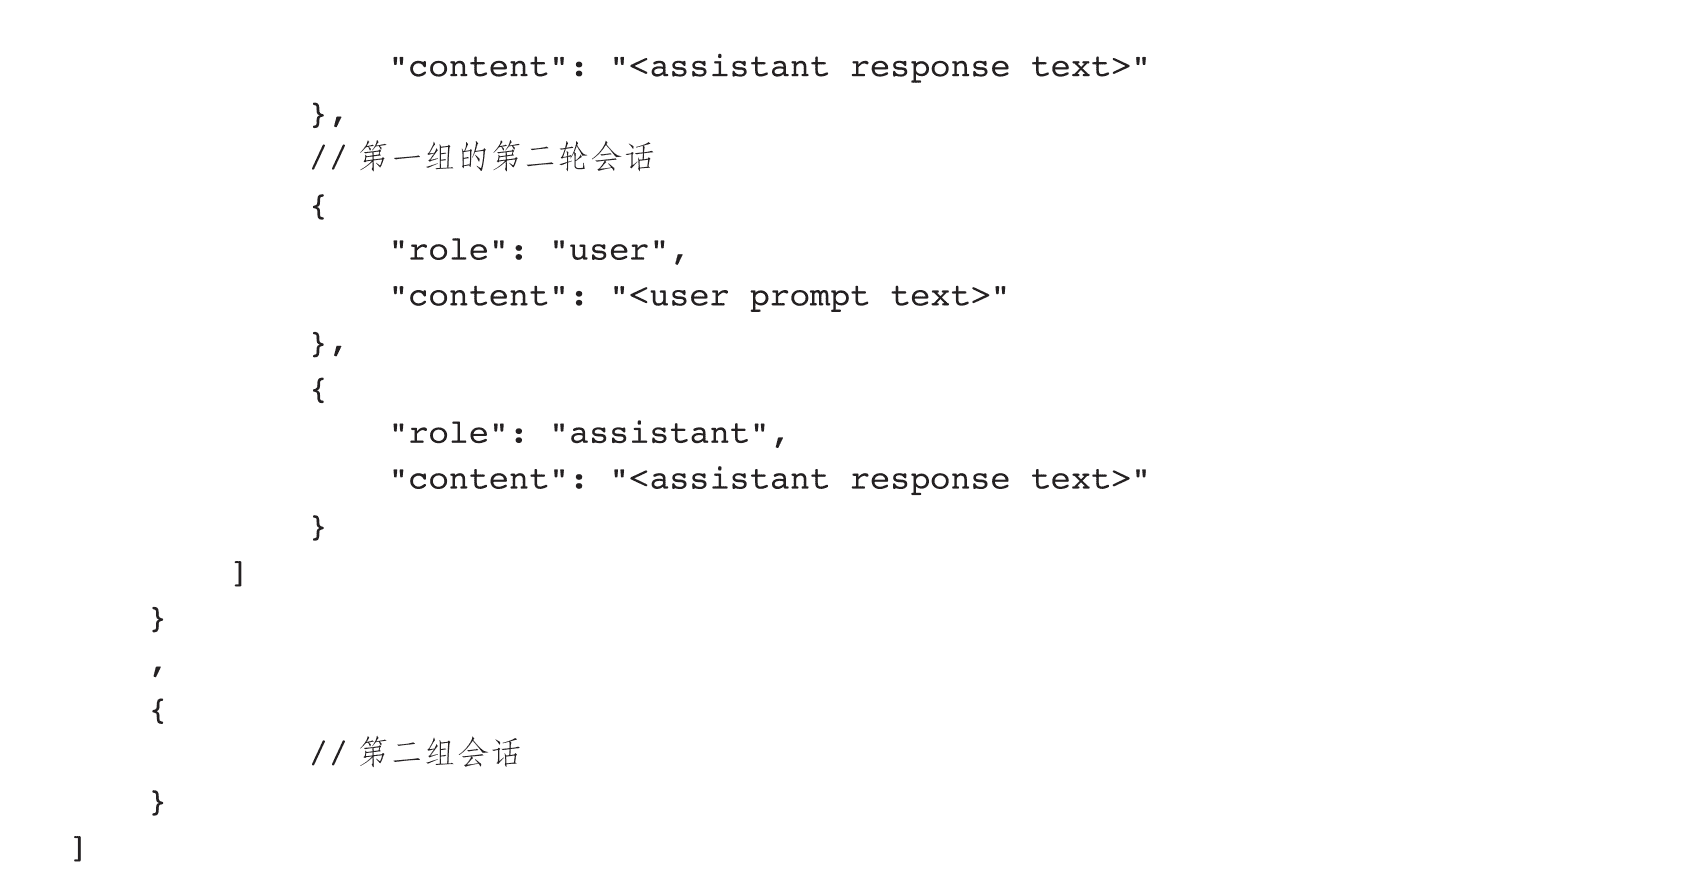 "content": "<assistant response text>"
},
// 第一组的第二轮会话
{
"role": "user",
"content": "<user prompt text>"
},
{
"role": "assistant",
"content": "<assistant response text>"
}
]
}
,
{
// 第二组会话
}
]